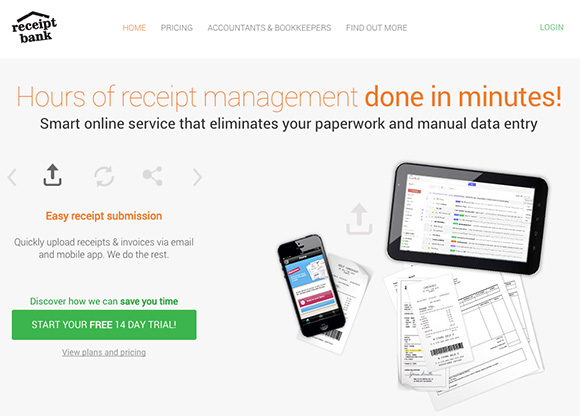 receipt
bank
HOME PRICING ACCOUNTANTS & BOOKKEEPERS FIND OUT MORE LOGIN
Hours of receipt management done in minutes!
Smart online service that eliminates your paperwork and manual data entry
Easy receipt submission
Quickly upload receipts & invoices via email
and mobile app. We do the rest.
Discover how we can save you time
START YOUR FREE 14 DAY TRIAL!
View plans and pricing